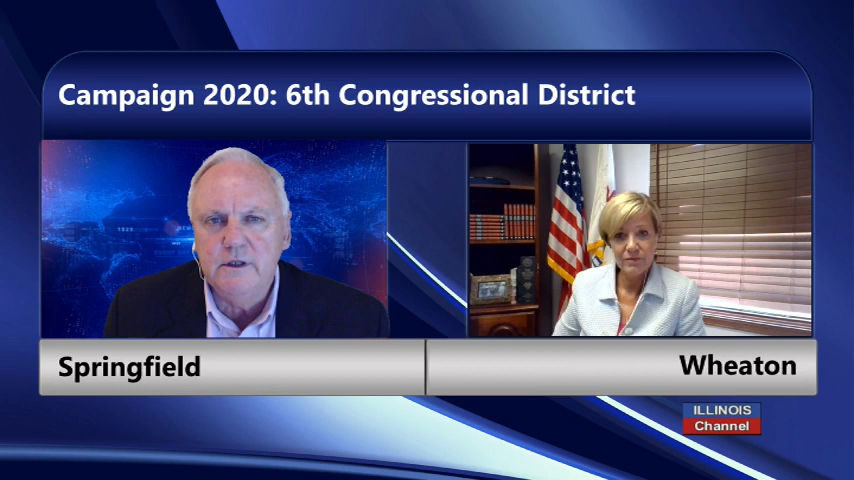 Campaign 2020: 6th Congressional District
Springfield
Wheaton
ILLINOIS
Channel